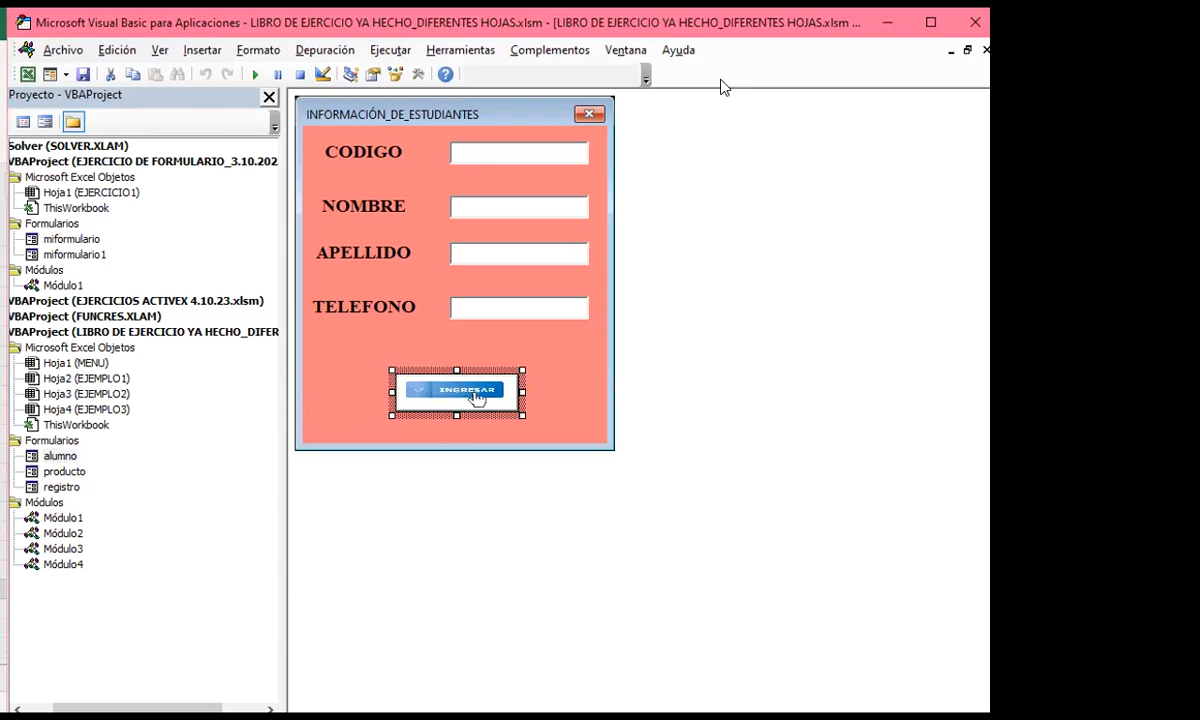 Microsoft Visual Basic para Aplicaciones - LIBRO DE EJERCICIO YA HECHO_DIFERENTES HOJAS.xlsm - [LIBRO DE EJERCICIO YA HECHO_DIFERENTES HOJAS.xlsm ...
Archivo Edición Ver Insertar Formato Depuración Ejecutar Herramientas Complementos Ventana Ayuda
Proyecto - VBAProject
Solver (SOLVER.XLAM)
VBAProject (EJERCICIO DE FORMULARIO_3.10.202
Microsoft Excel Objetos
Hoja1 (EJERCICIO1)
ThisWorkbook
Formularios
miformulario
miformulario1
Módulos
Módulo1
VBAProject (EJERCICIOS ACTIVEX 4.10.23.xlsm)
VBAProject (FUNCRES.XLAM)
VBAProject (LIBRO DE EJERCICIO YA HECHO_DIFER
Microsoft Excel Objetos
Hoja1 (MENU)
Hoja2 (EJEMPLO1)
Hoja3 (EJEMPLO2)
Hoja4 (EJEMPLO3)
ThisWorkbook
Formularios
alumno
producto
registro
Módulos
Módulo1
Módulo2
Módulo3
Módulo4
INFORMACIÓN_DE_ESTUDIANTES
CODIGO
NOMBRE
APELLIDO
TELEFONO
INGRESAR